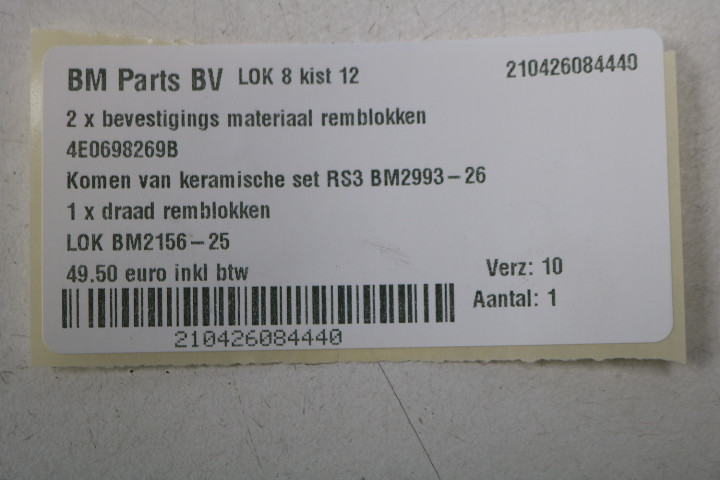 BM Parts BV LOK 8 kist 12 210426084440
2 x bevestigings materiaal remblokken
4E0698269B
Komen van keramische set RS3 BM2993-26
1 x draad remblokken
LOK BM2156-25
49.50 euro inkl btw Verz: 10
Aantal: 1
210426084440